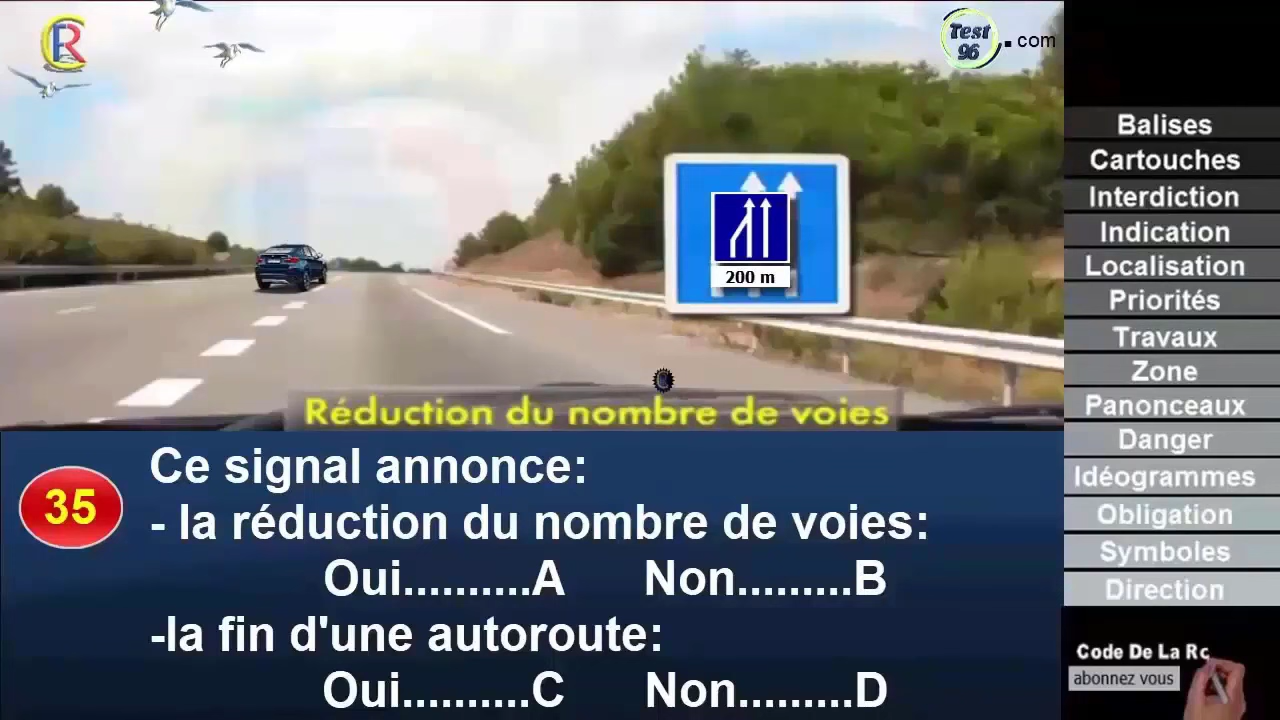 Test
96
.com
R
200 m
Réduction du nombre de voies
35
Ce signal annonce:
- la réduction du nombre de voies:
Oui..........A Non.........B
-la fin d'une autoroute:
Oui..........C Non.........D
Balises
Cartouches
Interdiction
Indication
Localisation
Priorités
Travaux
Zone
Panonceaux
Danger
Idéogrammes
Obligation
Symboles
Direction
Code De La Rc
abonnez vous